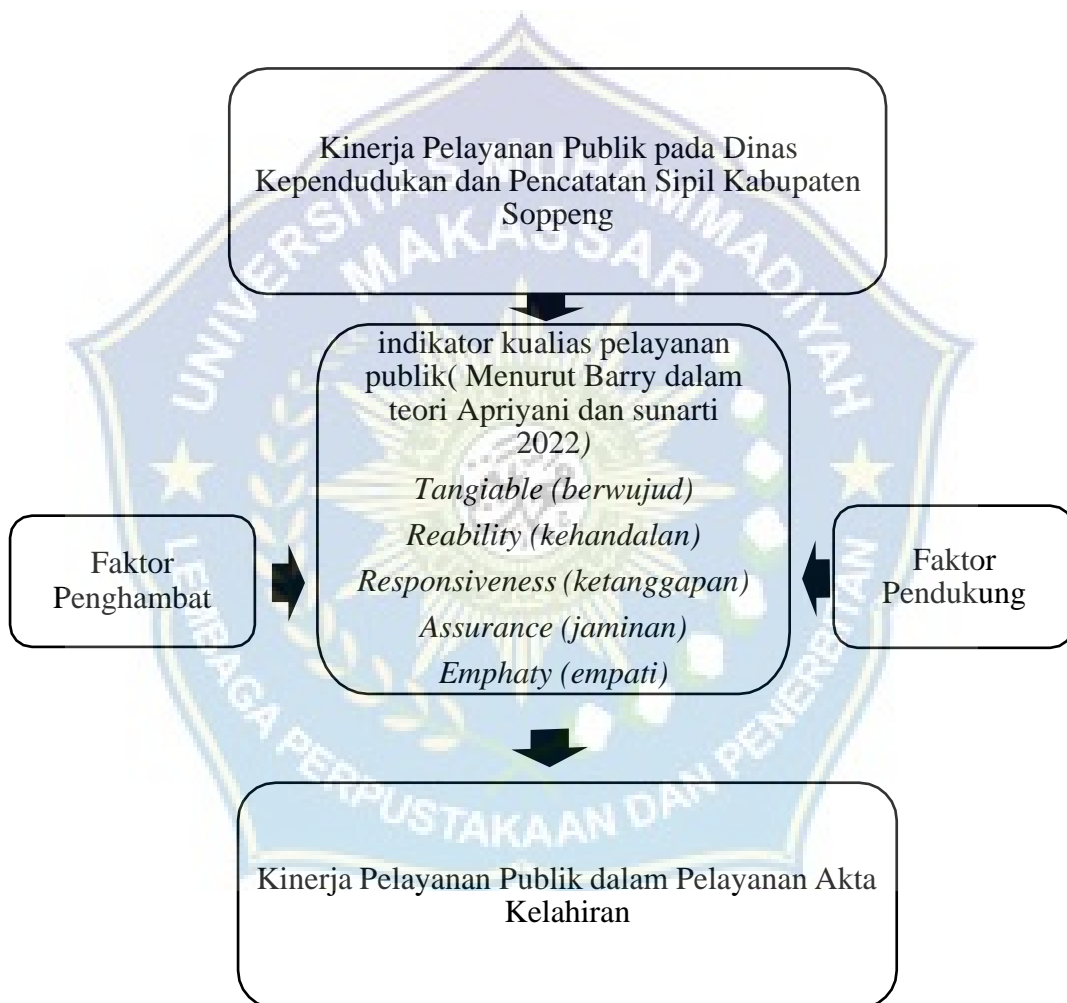 Kinerja Pelayanan Publik pada Dinas
Kependudukan dan Pencatatan Sipil Kabupaten
Soppeng
indikator kualias pelayanan
publik( Menurut Barry dalam
teori Apriyani dan sunarti
2022)
Tangiable (berwujud)
Reability (kehandalan)
Responsiveness (ketanggapan)
Assurance (jaminan)
Emphaty (empati)
Faktor
Penghambat
Faktor
Pendukung
Kinerja Pelayanan Publik dalam Pelayanan Akta
Kelahiran
UNIVERSITAS MUHAMMADIYAH
MAKASSAR
LEMBAGA PERPUSTAKAAN DAN PENERBITAN